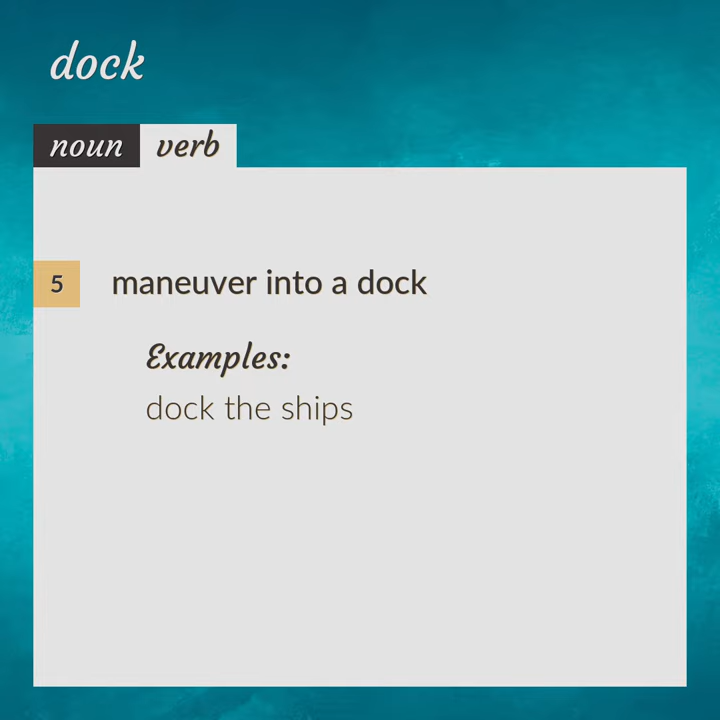 dock
noun verb
5 maneuver into a dock
Examples:
dock the ships